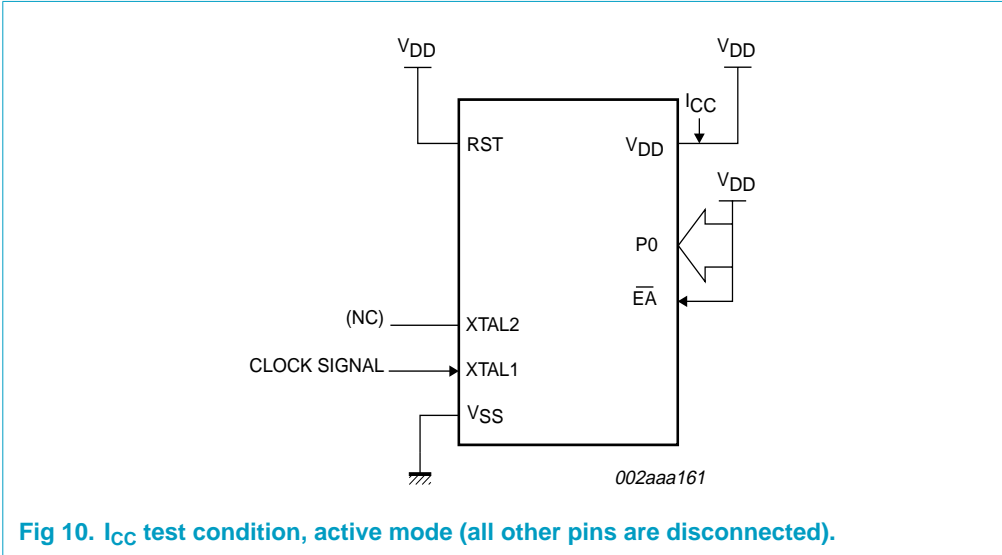 VDD
VDD
ICC
RST
VDD
VDD
P0
EA
(NC)
XTAL2
CLOCK SIGNAL
XTAL1
VSS
002aaa161
Fig 10. ICC test condition, active mode (all other pins are disconnected).